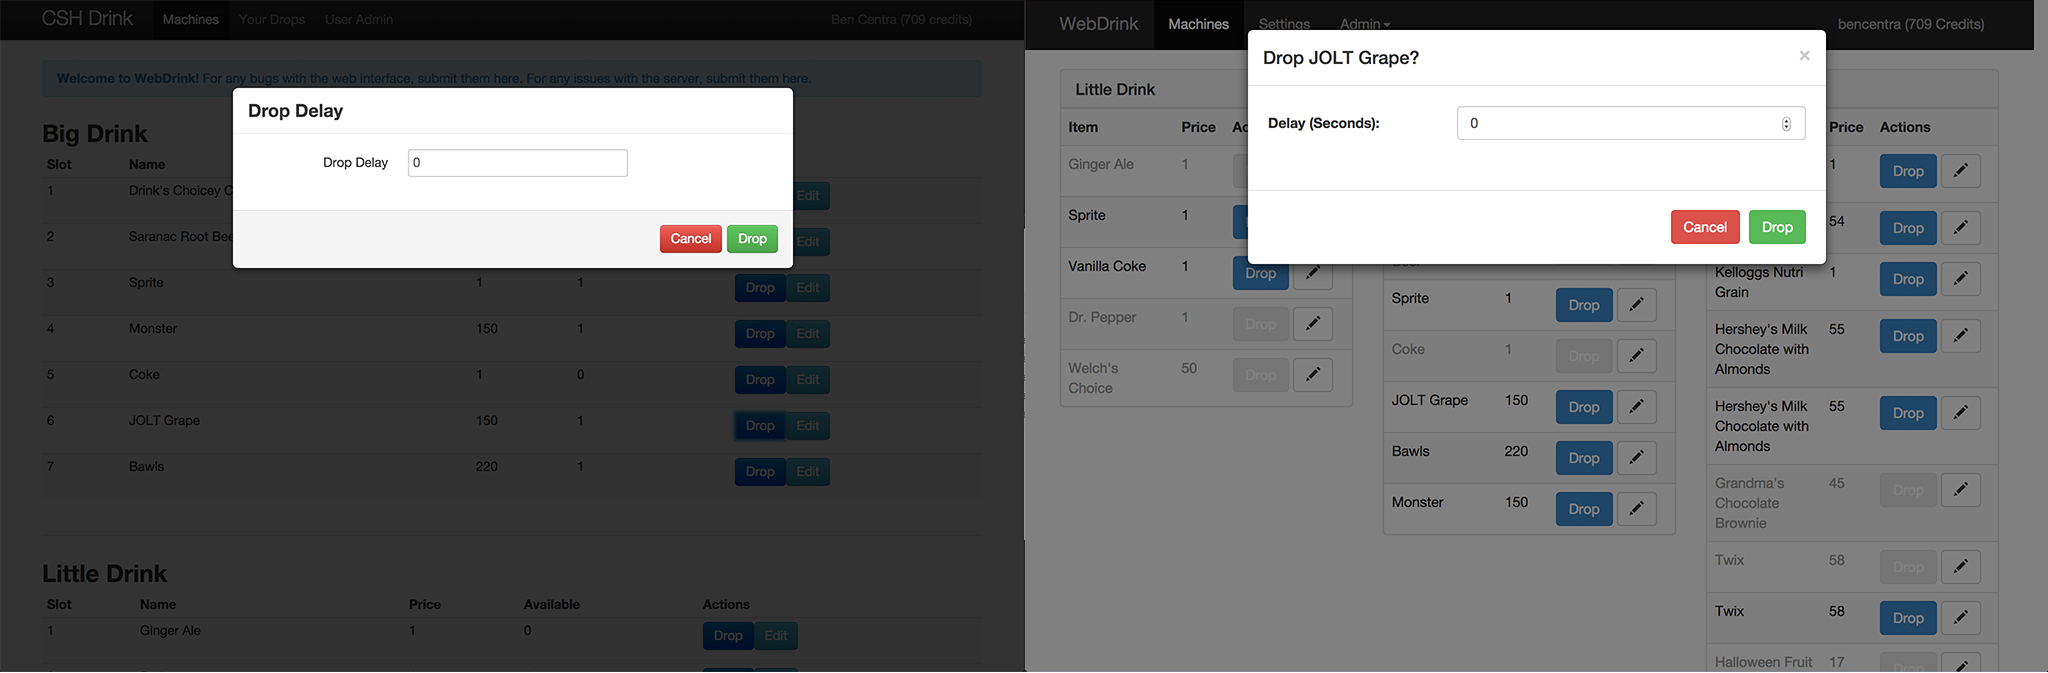 CSH Drink Machines Your Drops User Admin Ben Centra (709 credits)
Welcome to WebDrink! For any bugs with the web interface, submit them here. For any issues with the server, submit them here.
Drop Delay
Drop Delay 0
Cancel Drop
Big Drink
Slot Name
1 Drink's Choicey C Edit
2 Saranac Root Bee Edit
3 Sprite 1 1 Drop Edit
4 Monster 150 1 Drop Edit
5 Coke 1 0 Drop Edit
6 JOLT Grape 150 1 Drop Edit
7 Bawls 220 1 Drop Edit
Little Drink
Slot Name Price Available Actions
1 Ginger Ale 1 0 Drop Edit
WebDrink Machines Settings Admin bencentra (709 Credits)
Drop JOLT Grape? ×
Delay (Seconds): 0
Cancel Drop
Little Drink
Item Price Ac
Ginger Ale 1
Sprite 1
Vanilla Coke 1 Drop
Dr. Pepper 1 Drop
Welch's 50 Drop
Choice
Sprite 1 Drop
Coke 1 Drop
JOLT Grape 150 Drop
Bawls 220 Drop
Monster 150 Drop
Price Actions
1 Drop
54 Drop
Kelloggs Nutri 1 Drop
Grain
Hershey's Milk 55 Drop
Chocolate with
Almonds
Hershey's Milk 55 Drop
Chocolate with
Almonds
Grandma's 45 Drop
Chocolate
Brownie
Twix 58 Drop
Twix 58 Drop
Halloween Fruit 17 Drop